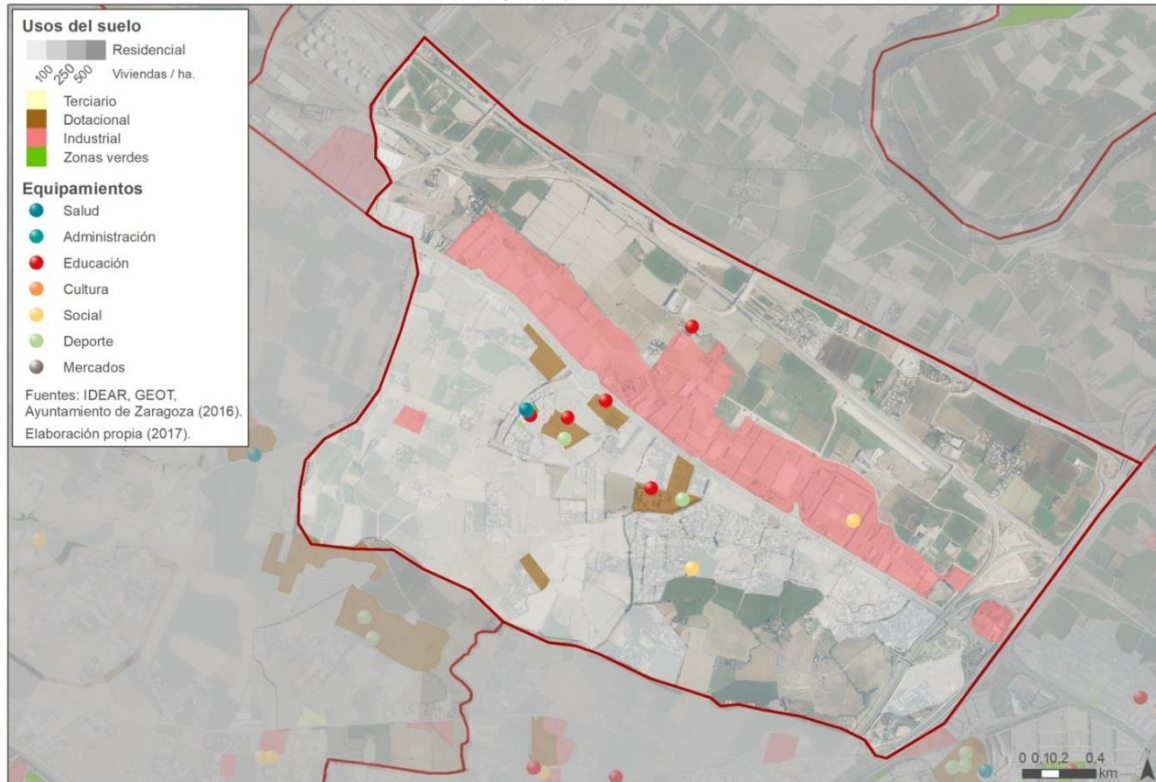 Usos del suelo
Residencial
100 250 500 Viviendas / ha.
Terciario
Dotacional
Industrial
Zonas verdes
Equipamientos
Salud
Administración
Educación
Cultura
Social
Deporte
Mercados
Fuentes: IDEAR, GEOT,
Ayuntamiento de Zaragoza (2016).
Elaboración propia (2017).
0 0,10,2 0,4
km
N